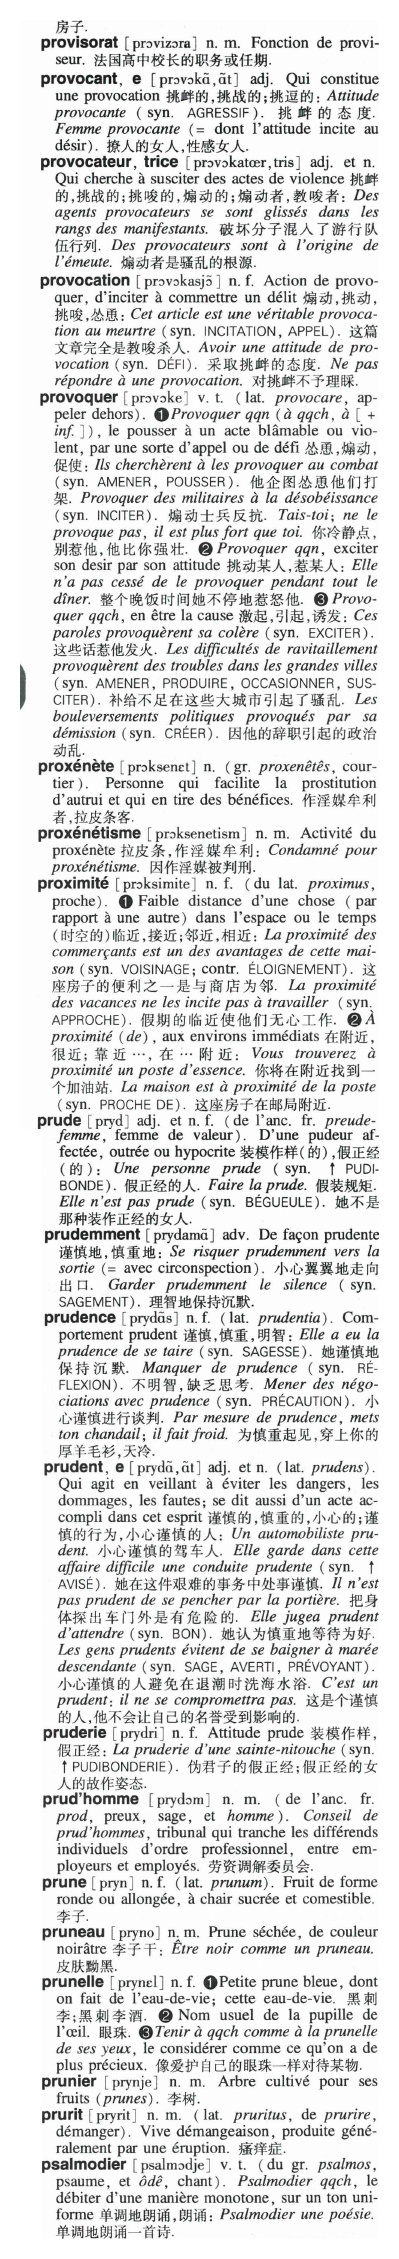 房子.
provisorat [prɔvizɔra] n. m. Fonction de provi-
seur. 法国高中校长的职务或任期.
provocant, e [prɔvɔkɑ̃,ɑ̃t] adj. Qui constitue
une provocation 挑衅的,挑战的;挑逗的: Attitude
provocante (syn. AGRESSIF). 挑衅的态度.
Femme provocante (= dont l'attitude incite au
désir). 撩人的女人,性感女人.
provocateur, trice [prɔvɔkatœr,tris] adj. et n.
Qui cherche à susciter des actes de violence 挑衅
的,挑战的;挑唆的,煽动的;煽动者,教唆者: Des
agents provocateurs se sont glissés dans les
rangs des manifestants. 破坏分子混入了游行队
伍行列. Des provocateurs sont à l'origine de
l'émeute. 煽动者是骚乱的根源.
provocation [prɔvɔkasjɔ̃] n. f. Action de provo-
quer, d'inciter à commettre un délit 煽动,挑动,
挑唆,怂恿: Cet article est une véritable provoca-
tion au meurtre (syn. INCITATION, APPEL). 这篇
文章完全是教唆杀人. Avoir une attitude de pro-
vocation (syn. DÉFI). 采取挑衅的态度. Ne pas
répondre à une provocation. 对挑衅不予理睬.
provoquer [prɔvɔke] v. t. (lat. provocare, ap-
peler dehors). ❶Provoquer qqn (à qqch, à [ +
inf. ]), le pousser à un acte blâmable ou vio-
lent, par une sorte d'appel ou de défi 怂恿,煽动,
促使: Ils cherchèrent à les provoquer au combat
(syn. AMENER, POUSSER). 他企图怂恿他们打
架. Provoquer des militaires à la désobéissance
(syn. INCITER). 煽动士兵反抗. Tais-toi; ne le
provoque pas, il est plus fort que toi. 你冷静点,
别惹他,他比你强壮. ❷ Provoquer qqn, exciter
son desir par son attitude 挑动某人,惹某人: Elle
n'a pas cessé de le provoquer pendant tout le
dîner. 整个晚饭时间她不停地惹怒他. ❸ Provo-
quer qqch, en être la cause 激起,引起,诱发: Ces
paroles provoquèrent sa colère (syn. EXCITER).
这些话惹他发火. Les difficultés de ravitaillement
provoquèrent des troubles dans les grandes villes
(syn. AMENER, PRODUIRE, OCCASIONNER, SUS-
CITER). 补给不足在这些大城市引起了骚乱. Les
bouleversements politiques provoqués par sa
démission (syn. CRÉER). 因他的辞职引起的政治
动乱.
proxénète [prɔksenɛt] n. (gr. proxenêtês, cour-
tier). Personne qui facilite la prostitution
d'autrui et qui en tire des bénéfices. 作淫媒牟利
者,拉皮条客.
proxénétisme [prɔksenetism] n. m. Activité du
proxénète 拉皮条,作淫媒牟利: Condamné pour
proxénétisme. 因作淫媒被判刑.
proximité [prɔksimite] n. f. (du lat. proximus,
proche). ❶ Faible distance d'une chose (par
rapport à une autre) dans l'espace ou le temps
(时空的)临近,接近;邻近,相近: La proximité des
commerçants est un des avantages de cette mai-
son (syn. VOISINAGE; contr. ÉLOIGNEMENT). 这
座房子的便利之一是与商店为邻. La proximité
des vacances ne les incite pas à travailler (syn.
APPROCHE). 假期的临近使他们无心工作. ❷ À
proximité (de), aux environs immédiats 在附近,
很近; 靠近…, 在…附近: Vous trouverez à
proximité un poste d'essence. 你将在附近找到一
个加油站. La maison est à proximité de la poste
(syn. PROCHE DE). 这座房子在邮局附近.
prude [pryd] adj. et n. f. (de l'anc. fr. preude-
femme, femme de valeur). D'une pudeur af-
fectée, outrée ou hypocrite 装模作样(的),假正经
(的): Une personne prude (syn. ↑ PUDI-
BONDE). 假正经的人. Faire la prude. 假装规矩.
Elle n'est pas prude (syn. BÉGUEULE). 她不是
那种装作正经的女人.
prudemment [prydamɑ̃] adv. De façon prudente
谨慎地,慎重地: Se risquer prudemment vers la
sortie (= avec circonspection). 小心翼翼地走向
出口. Garder prudemment le silence (syn.
SAGEMENT). 理智地保持沉默.
prudence [prydɑ̃s] n. f. (lat. prudentia). Com-
portement prudent 谨慎,慎重,明智: Elle a eu la
prudence de se taire (syn. SAGESSE). 她谨慎地
保持沉默. Manquer de prudence (syn. RÉ-
FLEXION). 不明智,缺乏思考. Mener des négo-
ciations avec prudence (syn. PRÉCAUTION). 小
心谨慎进行谈判. Par mesure de prudence, mets
ton chandail; il fait froid. 为慎重起见,穿上你的
厚羊毛衫,天冷.
prudent, e [prydɑ̃,ɑ̃t] adj. et n. (lat. prudens).
Qui agit en veillant à éviter les dangers, les
dommages, les fautes; se dit aussi d'un acte ac-
compli dans cet esprit 谨慎的,慎重的,小心的;谨
慎的行为,小心谨慎的人: Un automobiliste pru-
dent. 小心谨慎的驾车人. Elle garde dans cette
affaire difficile une conduite prudente (syn. ↑
AVISÉ). 她在这件艰难的事务中处事谨慎. Il n'est
pas prudent de se pencher par la portière. 把身
体探出车门外是有危险的. Elle jugea prudent
d'attendre (syn. BON). 她认为慎重地等待为好.
Les gens prudents évitent de se baigner à marée
descendante (syn. SAGE, AVERTI, PRÉVOYANT).
小心谨慎的人避免在退潮时洗海水浴. C'est un
prudent; il ne se compromettra pas. 这是个谨慎
的人,他不会让自己的名誉受到影响的.
pruderie [prydri] n. f. Attitude prude 装模作样,
假正经: La pruderie d'une sainte-nitouche (syn.
↑ PUDIBONDERIE). 伪君子的假正经;假正经的女
人的故作姿态.
prud'homme [prydɔm] n. m. (de l'anc. fr.
prod, preux, sage, et homme). Conseil de
prud'hommes, tribunal qui tranche les différends
individuels d'ordre professionnel, entre em-
ployeurs et employés. 劳资调解委员会.
prune [pryn] n. f. (lat. prunum). Fruit de forme
ronde ou allongée, à chair sucrée et comestible.
李子.
pruneau [pryno] n. m. Prune séchée, de couleur
noirâtre 李子干: Être noir comme un pruneau.
皮肤黝黑.
prunelle [prynɛl] n. f. ❶Petite prune bleue, dont
on fait de l'eau-de-vie; cette eau-de-vie. 黑刺
李;黑刺李酒. ❷ Nom usuel de la pupille de
l'œil. 眼珠. ❸Tenir à qqch comme à la prunelle
de ses yeux, le considérer comme ce qu'on a de
plus précieux. 像爱护自己的眼珠一样对待某物.
prunier [prynje] n. m. Arbre cultivé pour ses
fruits (prunes). 李树.
prurit [pryrit] n. m. (lat. pruritus, de prurire,
démanger). Vive démangeaison, produite géné-
ralement par une éruption. 瘙痒症.
psalmodier [psalmɔdje] v. t. (du gr. psalmos,
psaume, et ôdê, chant). Psalmodier qqch, le
débiter d'une manière monotone, sur un ton uni-
forme 单调地朗诵,朗诵: Psalmodier une poésie.
单调地朗诵一首诗.